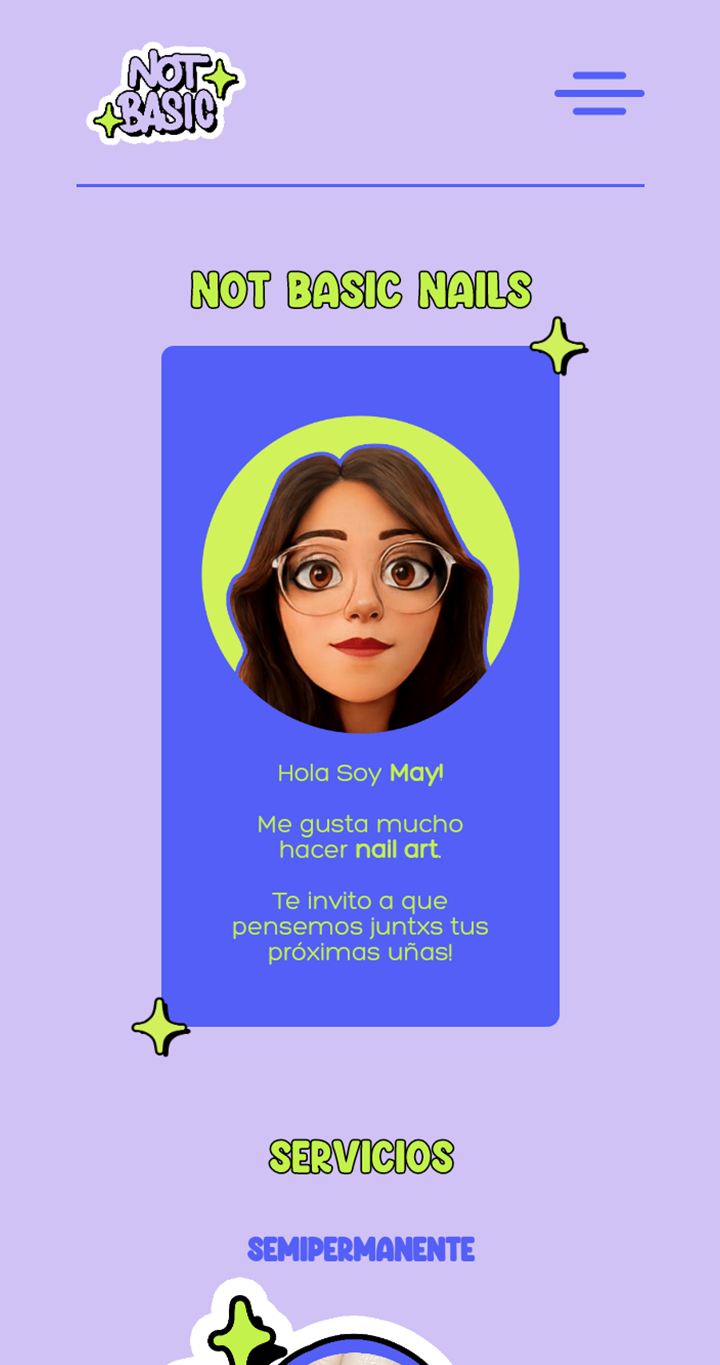 NOT
BASIC
NOT BASIC NAILS
Hola Soy May!
Me gusta mucho
hacer nail art.
Te invito a que
pensemos juntxs tus
próximas uñas!
SERVICIOS
SEMIPERMANENTE